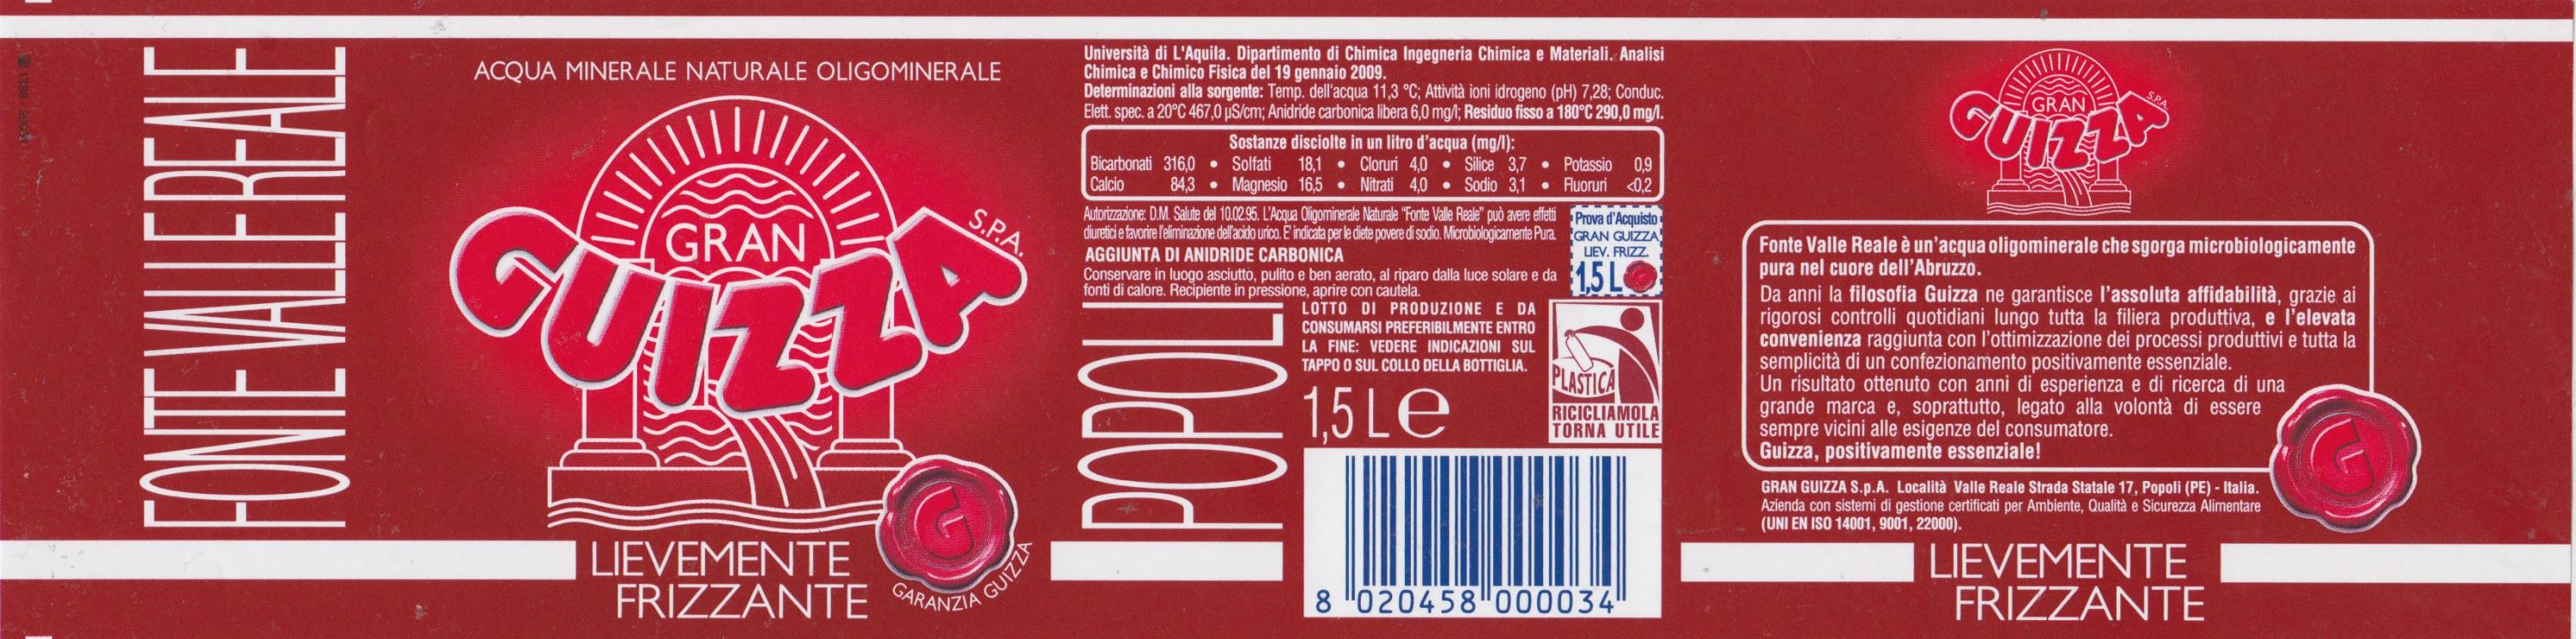 FONTE VALLE REALE
ACQUA MINERALE NATURALE OLIGOMINERALE
GRAN
GUIZZA
S.P.A.
G
GARANZIA GUIZZA
LIEVEMENTE
FRIZZANTE
Università di L'Aquila. Dipartimento di Chimica Ingegneria Chimica e Materiali. Analisi
Chimica e Chimico Fisica del 19 gennaio 2009.
Determinazioni alla sorgente: Temp. dell'acqua 11,3 °C; Attività ioni idrogeno (pH) 7,28; Conduc.
Elett. spec. a 20°C 467,0 µS/cm; Anidride carbonica libera 6,0 mg/l; Residuo fisso a 180°C 290,0 mg/l.
Sostanze disciolte in un litro d'acqua (mg/l):
Bicarbonati 316,0 • Solfati 18,1 • Cloruri 4,0 • Silice 3,7 • Potassio 0,9
Calcio 84,3 • Magnesio 16,5 • Nitrati 4,0 • Sodio 3,1 • Fluoruri <0,2
Autorizzazione: D.M. Salute del 10.02.95. L'Acqua Oligominerale Naturale "Fonte Valle Reale" può avere effetti
diuretici e favorire l'eliminazione dell'acido urico. E' indicata per le diete povere di sodio. Microbiologicamente Pura.
AGGIUNTA DI ANIDRIDE CARBONICA
Conservare in luogo asciutto, pulito e ben aerato, al riparo dalla luce solare e da
fonti di calore. Recipiente in pressione, aprire con cautela.
Prova d'Acquisto
GRAN GUIZZA
LIEV. FRIZZ.
1,5 L
POPOLI
LOTTO DI PRODUZIONE E DA
CONSUMARSI PREFERIBILMENTE ENTRO
LA FINE: VEDERE INDICAZIONI SUL
TAPPO O SUL COLLO DELLA BOTTIGLIA.
1,5 L e
PLASTICA
RICICLIAMOLA
TORNA UTILE
8 020458 000034
GRAN
GUIZZA
S.P.A.
Fonte Valle Reale è un'acqua oligominerale che sgorga microbiologicamente
pura nel cuore dell'Abruzzo.
Da anni la filosofia Guizza ne garantisce l'assoluta affidabilità, grazie ai
rigorosi controlli quotidiani lungo tutta la filiera produttiva, e l'elevata
convenienza raggiunta con l'ottimizzazione dei processi produttivi e tutta la
semplicità di un confezionamento positivamente essenziale.
Un risultato ottenuto con anni di esperienza e di ricerca di una
grande marca e, soprattutto, legato alla volontà di essere
sempre vicini alle esigenze del consumatore.
Guizza, positivamente essenziale!
G
GRAN GUIZZA S.p.A. Località Valle Reale Strada Statale 17, Popoli (PE) - Italia.
Azienda con sistemi di gestione certificati per Ambiente, Qualità e Sicurezza Alimentare
(UNI EN ISO 14001, 9001, 22000).
LIEVEMENTE
FRIZZANTE